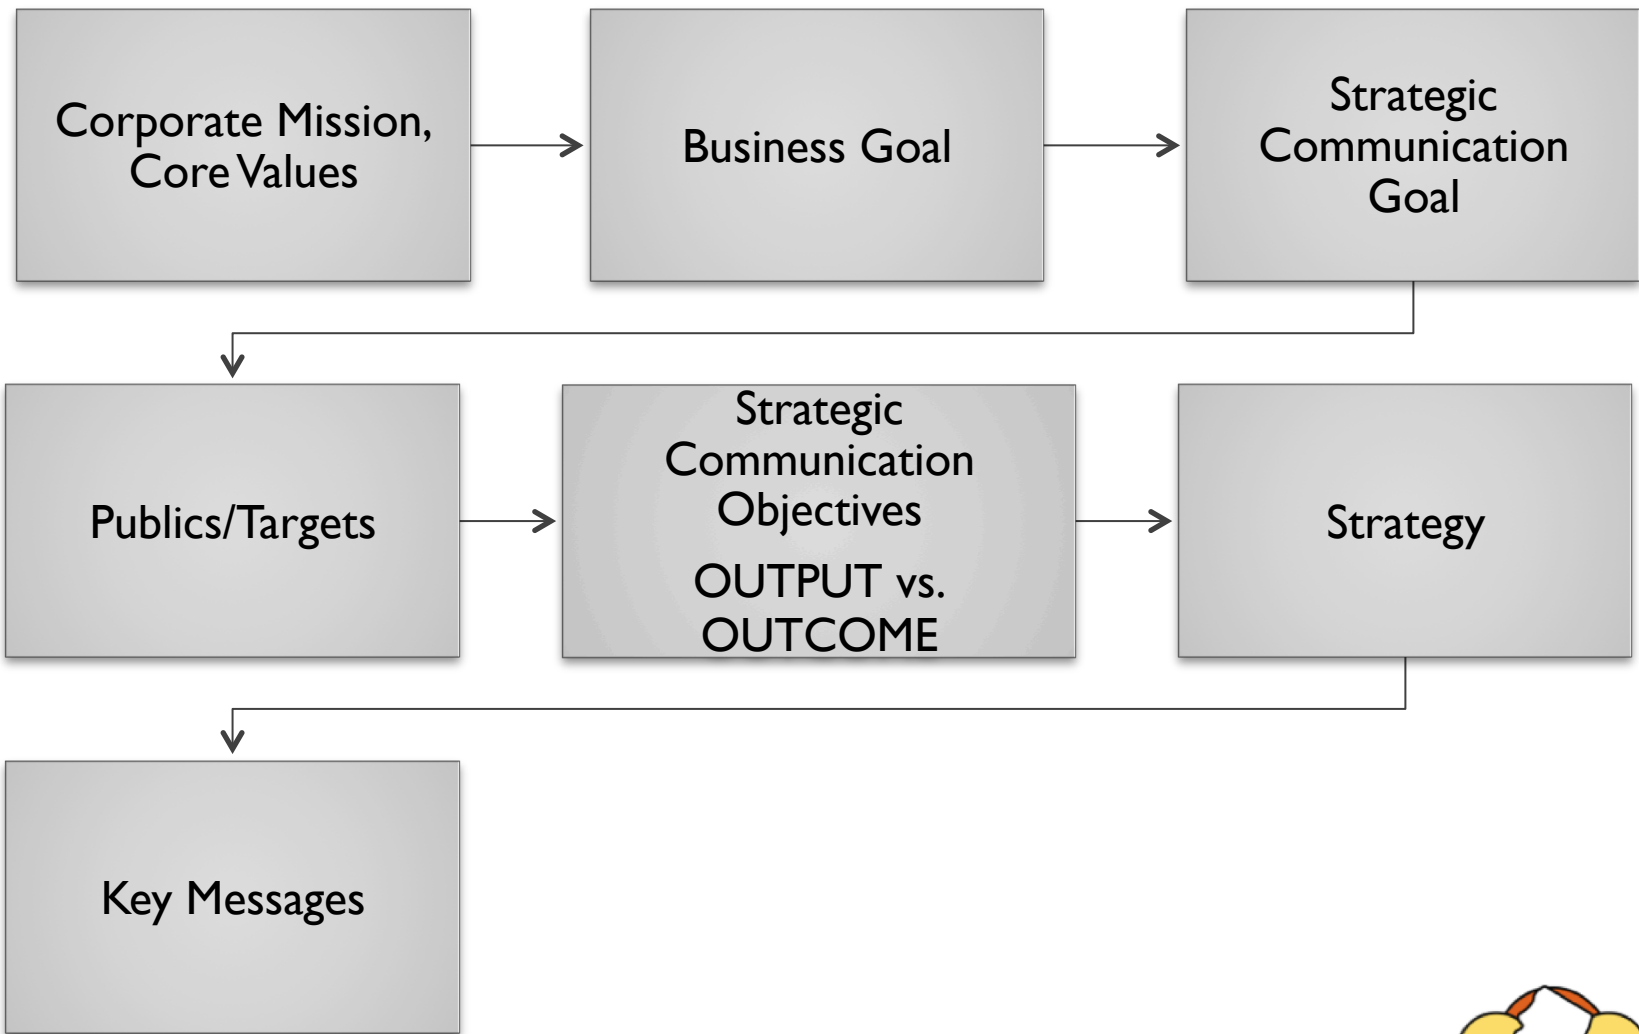 Corporate Mission,
Core Values
Business Goal
Strategic
Communication
Goal
Publics/Targets
Strategic
Communication
Objectives
OUTPUT vs.
OUTCOME
Strategy
Key Messages